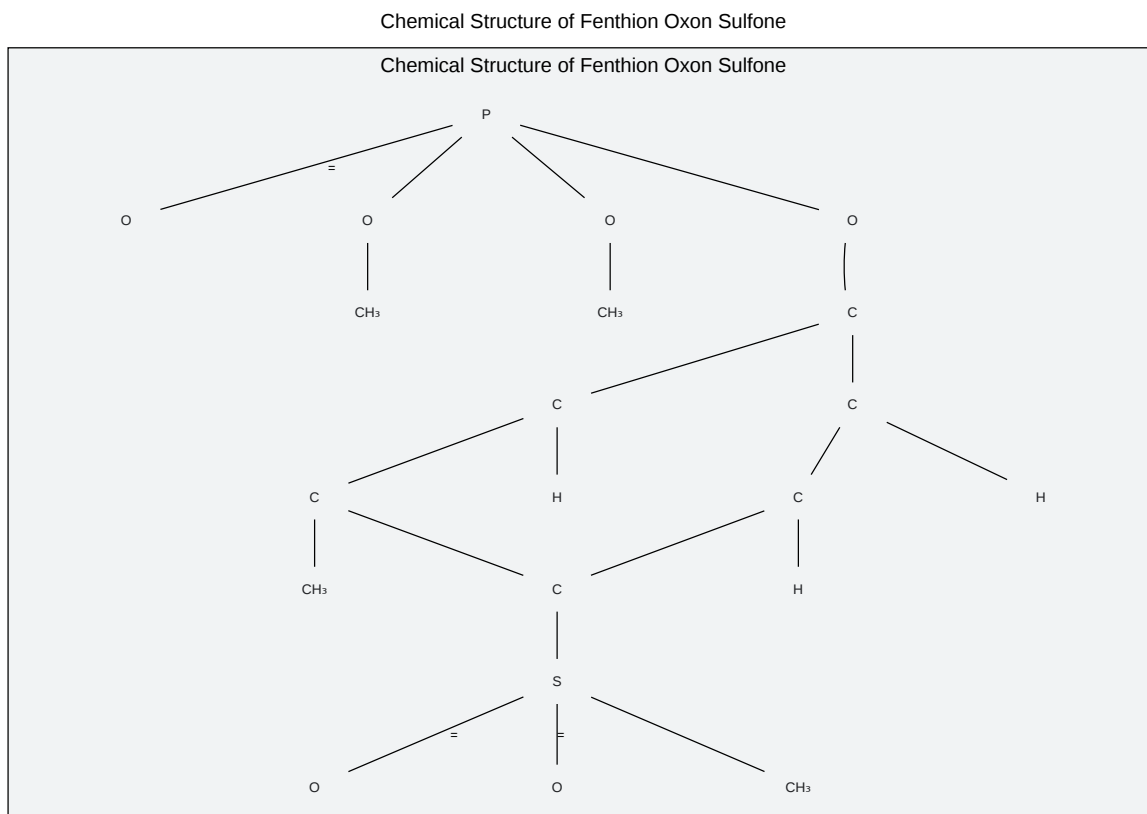 Chemical Structure of Fenthion Oxon Sulfone
Chemical Structure of Fenthion Oxon Sulfone
P
=
O O O O
CH₃ CH₃ C
C C
C H C H
CH₃ C H
S
= =
O O CH₃